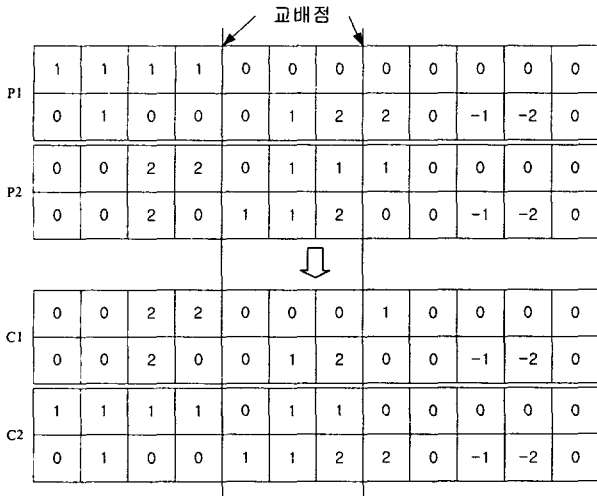 교배점
P1
1 1 1 1 0 0 0 0 0 0 0 0
0 1 0 0 0 1 2 2 0 -1 -2 0
P2
0 0 2 2 0 1 1 1 0 0 0 0
0 0 2 0 1 1 2 0 0 -1 -2 0
C1
0 0 2 2 0 0 0 1 0 0 0 0
0 0 2 0 0 1 2 0 0 -1 -2 0
C2
1 1 1 1 0 1 1 0 0 0 0 0
0 1 0 0 1 1 2 2 0 -1 -2 0